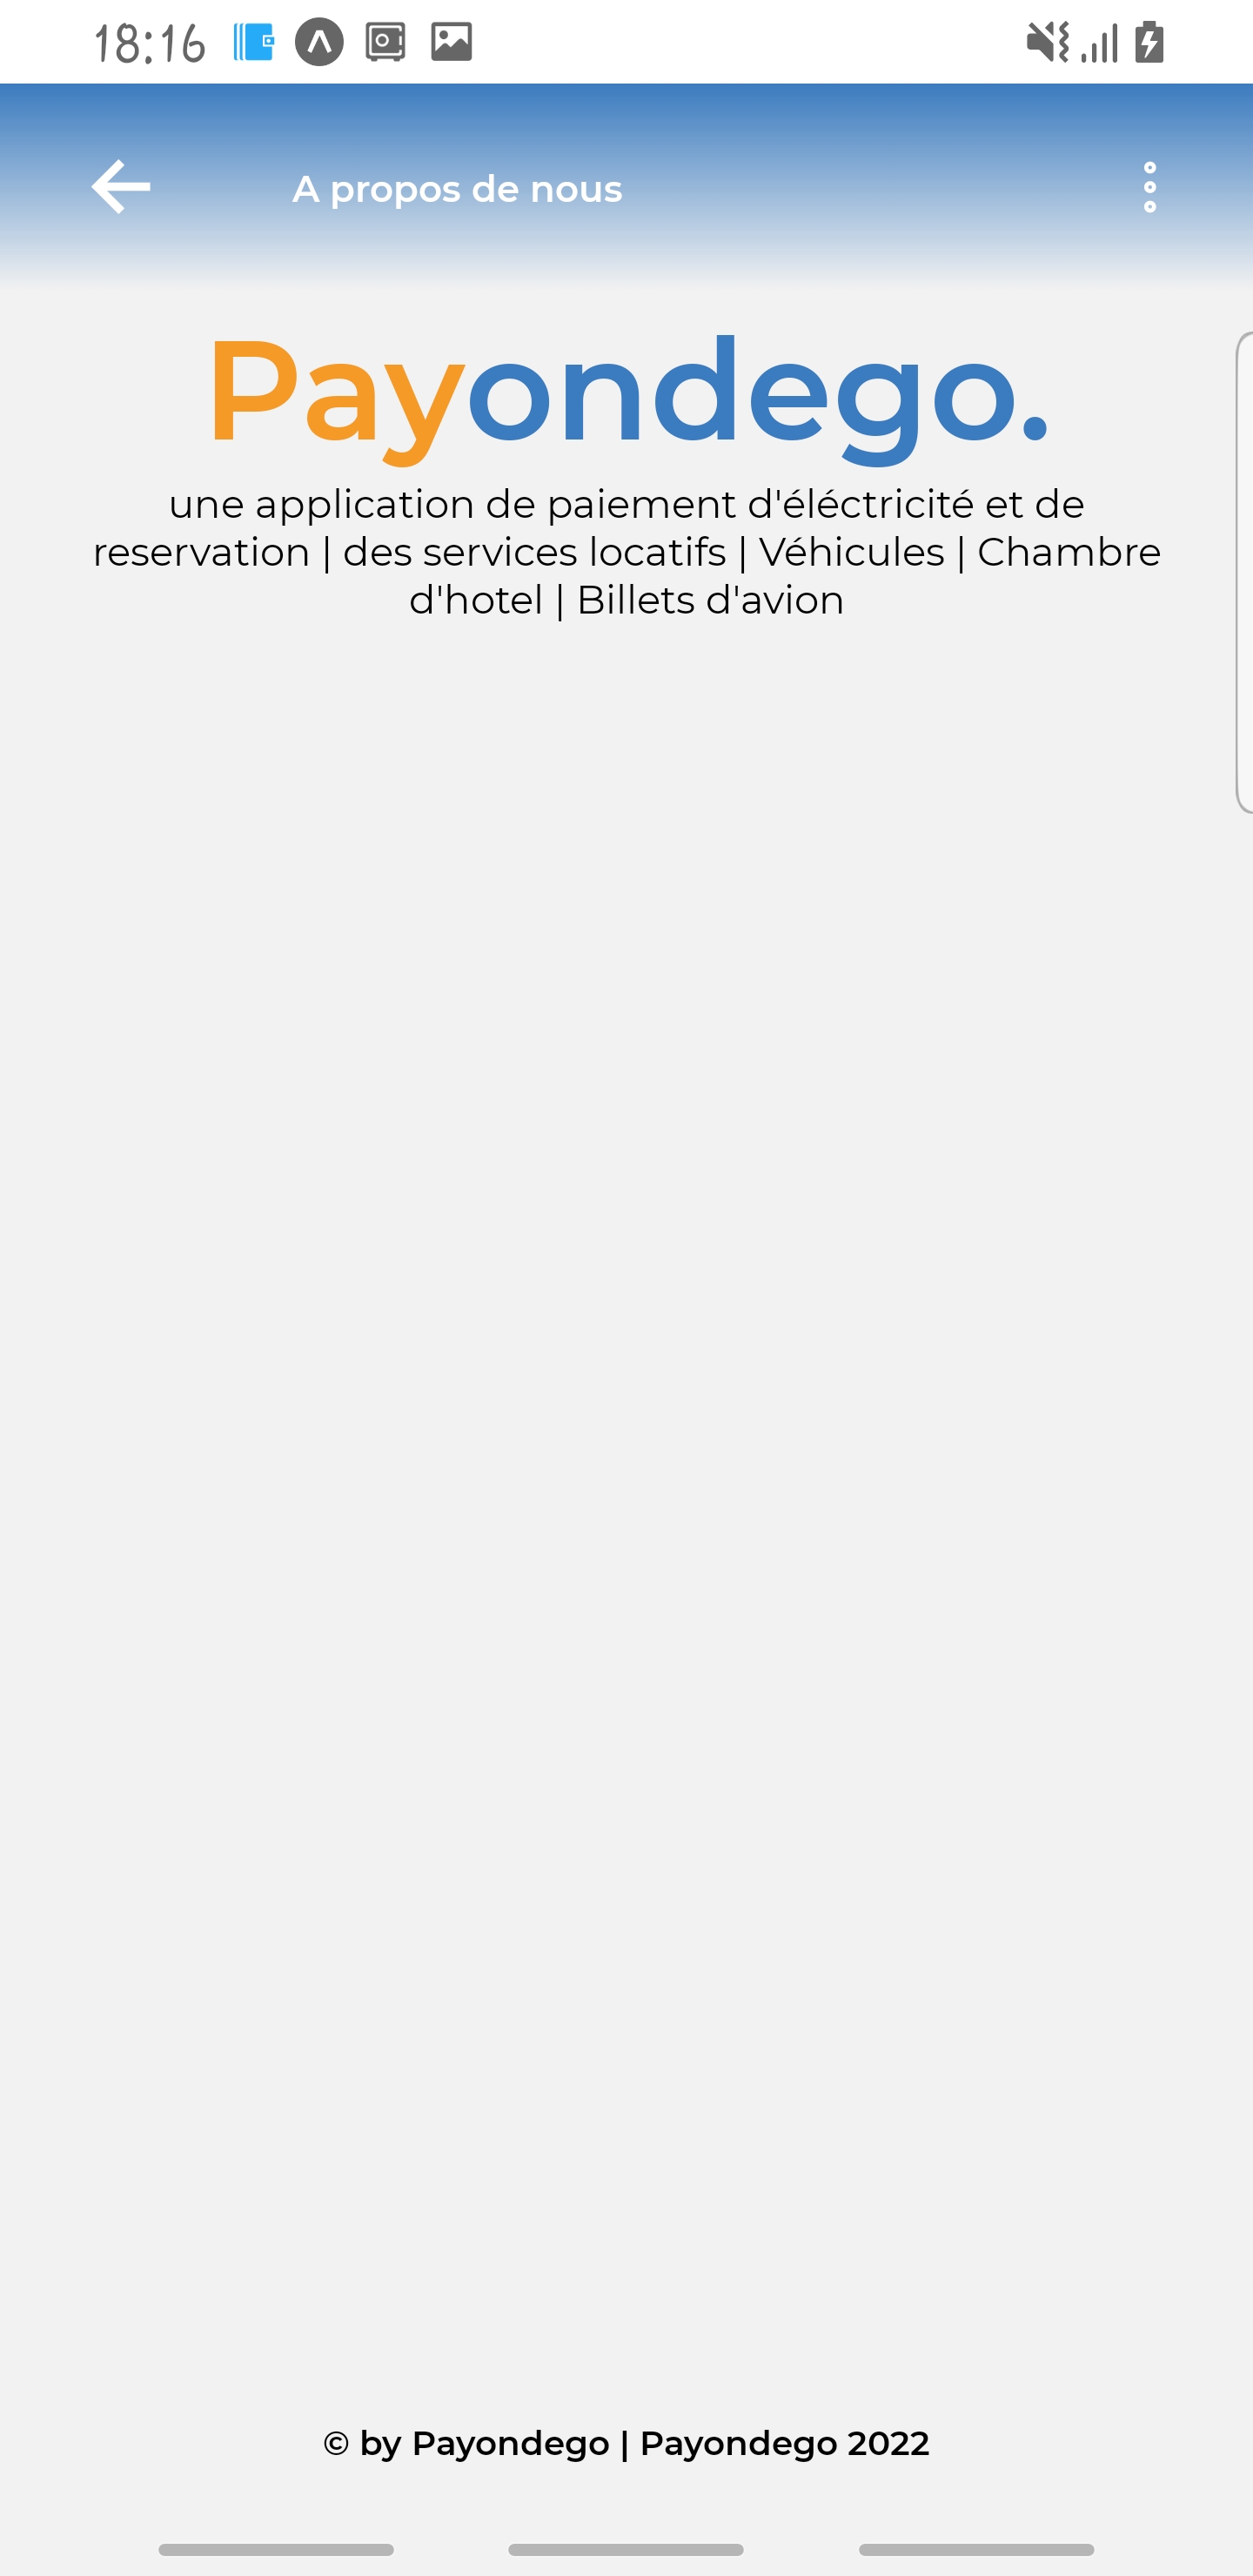 18:16
A propos de nous
Payondego.
une application de paiement d'éléctricité et de
reservation | des services locatifs | Véhicules | Chambre
d'hotel | Billets d'avion
© by Payondego | Payondego 2022